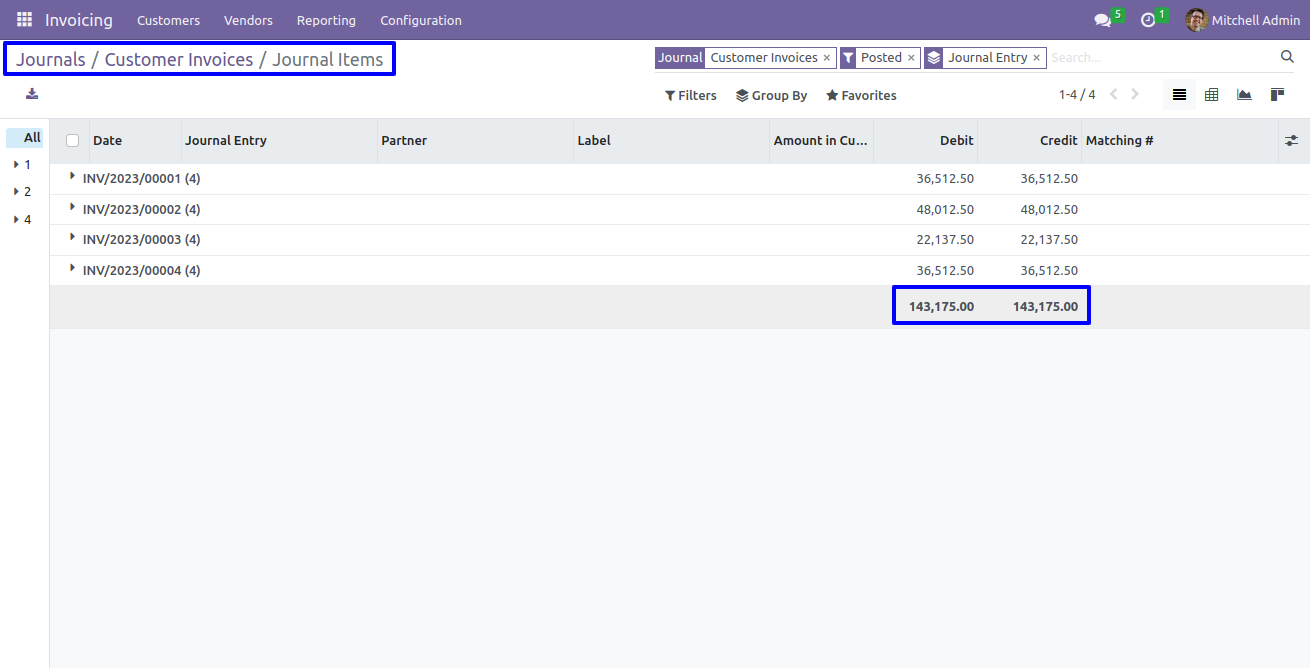 Invoicing Customers Vendors Reporting Configuration 5 1 Mitchell Admin
Journals / Customer Invoices / Journal Items
Journal Customer Invoices × Posted × Journal Entry × Search...
Filters Group By Favorites 1-4 / 4
All
1
2
4
Date Journal Entry Partner Label Amount in Cu... Debit Credit Matching #
INV/2023/00001 (4) 36,512.50 36,512.50
INV/2023/00002 (4) 48,012.50 48,012.50
INV/2023/00003 (4) 22,137.50 22,137.50
INV/2023/00004 (4) 36,512.50 36,512.50
143,175.00 143,175.00